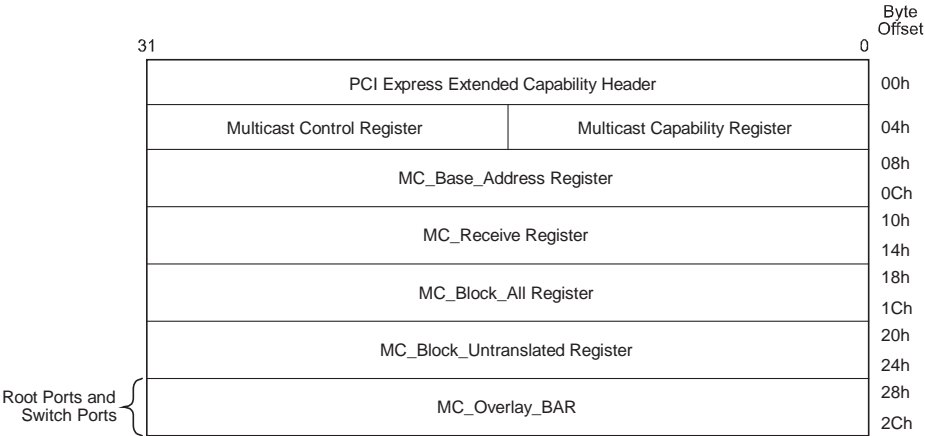 Byte
Offset
31 0
PCI Express Extended Capability Header 00h
Multicast Control Register Multicast Capability Register 04h
08h
MC_Base_Address Register
0Ch
10h
MC_Receive Register
14h
18h
MC_Block_All Register
1Ch
20h
MC_Block_Untranslated Register
24h
Root Ports and
Switch Ports
28h
MC_Overlay_BAR
2Ch